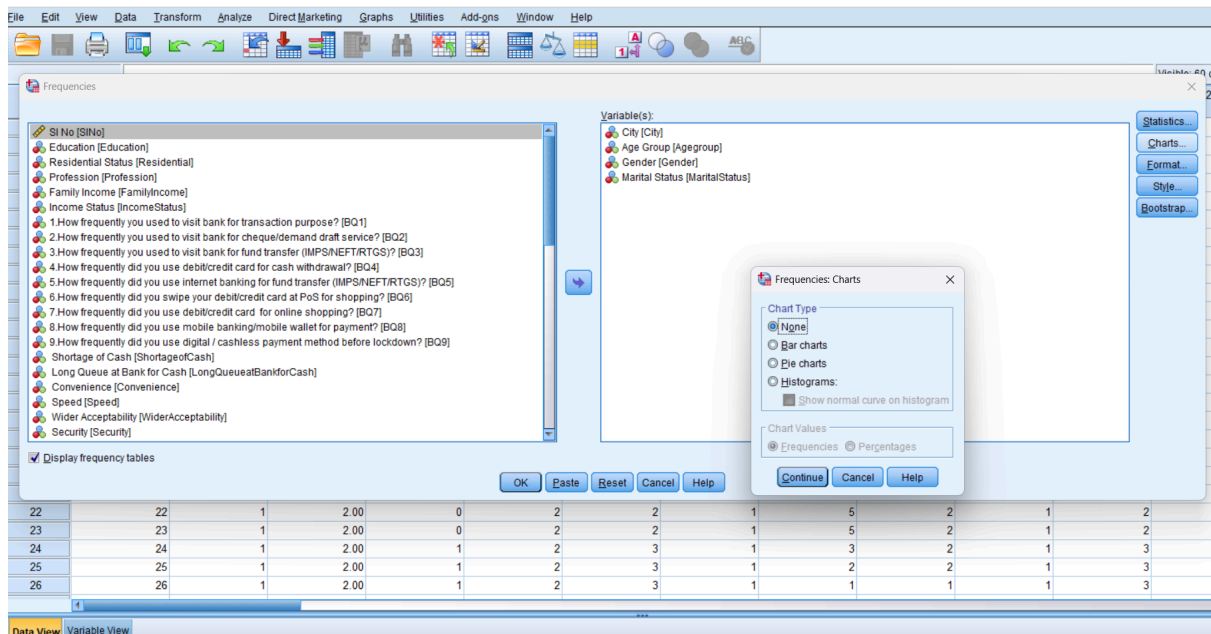 File Edit View Data Transform Analyze Direct Marketing Graphs Utilities Add-ons Window Help
Frequencies
Variable(s):
SI No [SINo]
Education [Education]
Residential Status [Residential]
Profession [Profession]
Family Income [FamilyIncome]
Income Status [IncomeStatus]
1.How frequently you used to visit bank for transaction purpose? [BQ1]
2.How frequently you used to visit bank for cheque/demand draft service? [BQ2]
3.How frequently you used to visit bank for fund transfer (IMPS/NEFT/RTGS)? [BQ3]
4.How frequently did you use debit/credit card for cash withdrawal? [BQ4]
5.How frequently did you use internet banking for fund transfer (IMPS/NEFT/RTGS)? [BQ5]
6.How frequently did you swipe your debit/credit card at PoS for shopping? [BQ6]
7.How frequently did you use debit/credit card for online shopping? [BQ7]
8.How frequently did you use mobile banking/mobile wallet for payment? [BQ8]
9.How frequently did you use digital / cashless payment method before lockdown? [BQ9]
Shortage of Cash [ShortageofCash]
Long Queue at Bank for Cash [LongQueueatBankforCash]
Convenience [Convenience]
Speed [Speed]
Wider Acceptability [WiderAcceptability]
Security [Security]
City [City]
Age Group [Agegroup]
Gender [Gender]
Marital Status [MaritalStatus]
Statistics...
Charts...
Format...
Style...
Bootstrap...
Display frequency tables
OK Paste Reset Cancel Help
Frequencies: Charts
Chart Type
None
Bar charts
Pie charts
Histograms:
Show normal curve on histogram
Chart Values
Frequencies Percentages
Continue Cancel Help
22 22 1 2.00 0 2 2 1 5 2 1 2
23 23 1 2.00 0 2 2 1 5 2 1 2
24 24 1 2.00 1 2 3 1 3 2 1 3
25 25 1 2.00 1 2 3 1 2 2 1 3
26 26 1 2.00 1 2 3 1 1 1 1 3
Data View Variable View